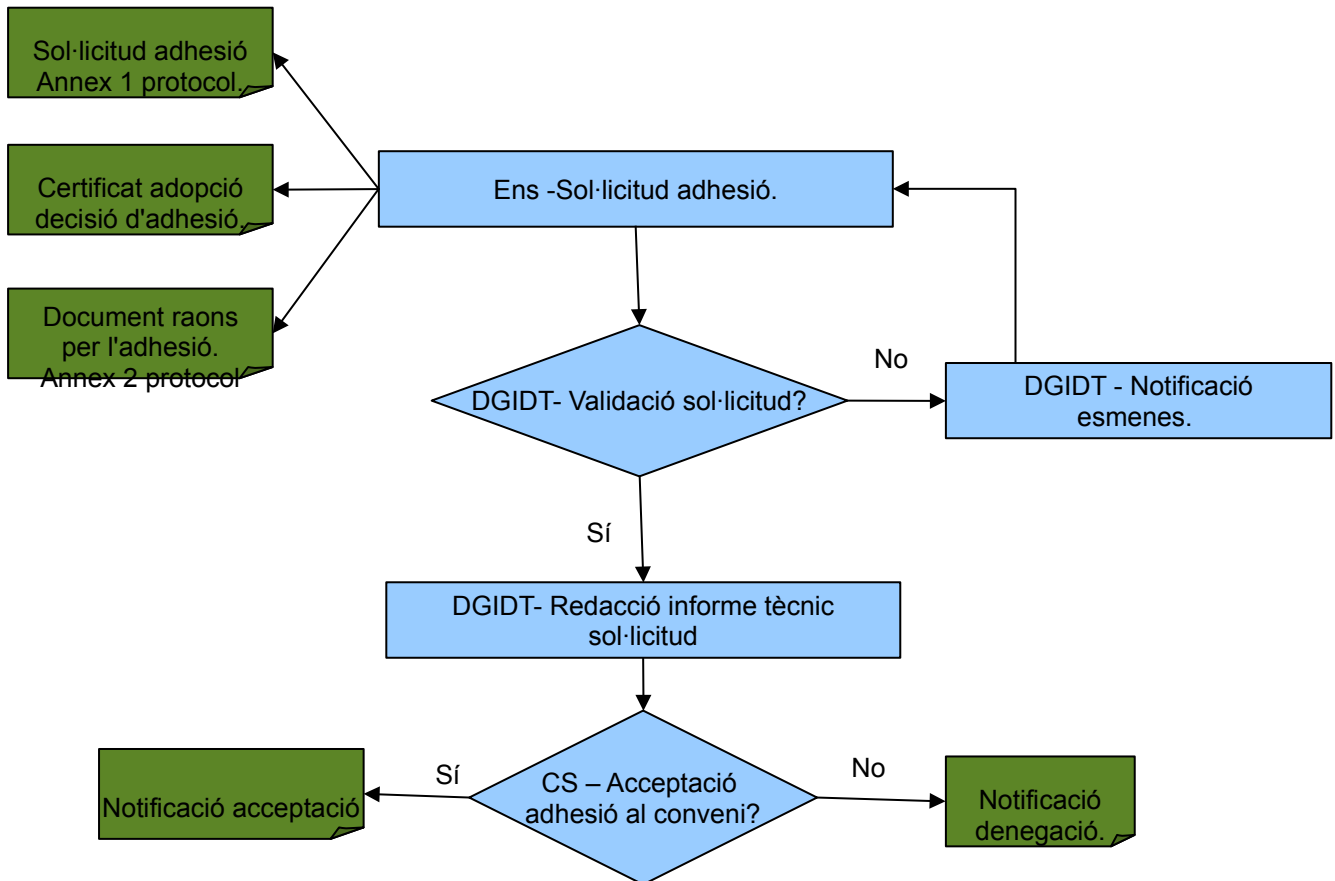 Sol·licitud adhesió
Annex 1 protocol.
Certificat adopció
decisió d'adhesió.
Document raons
per l'adhesió.
Annex 2 protocol
Ens -Sol·licitud adhesió.
DGIDT- Validació sol·licitud?
No
DGIDT - Notificació
esmenes.
Sí
DGIDT- Redacció informe tècnic
sol·licitud
CS – Acceptació
adhesió al conveni?
Sí
Notificació acceptació
No
Notificació
denegació.